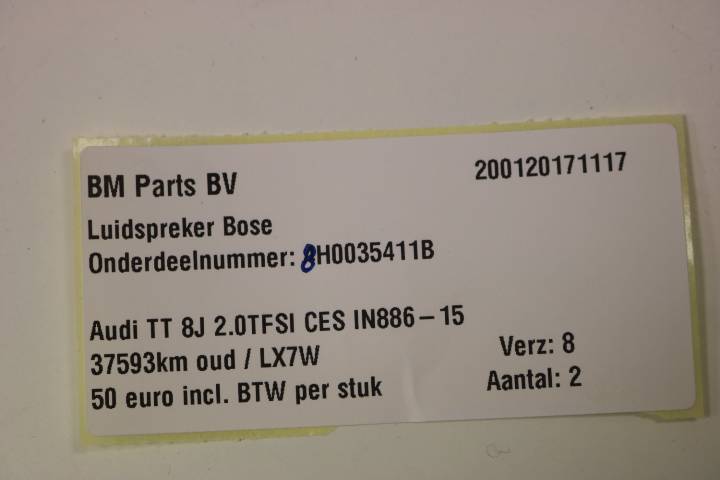 BM Parts BV 200120171117
Luidspreker Bose
Onderdeelnummer: 8H0035411B
Audi TT 8J 2.0TFSI CES IN886-15
37593km oud / LX7W Verz: 8
50 euro incl. BTW per stuk Aantal: 2